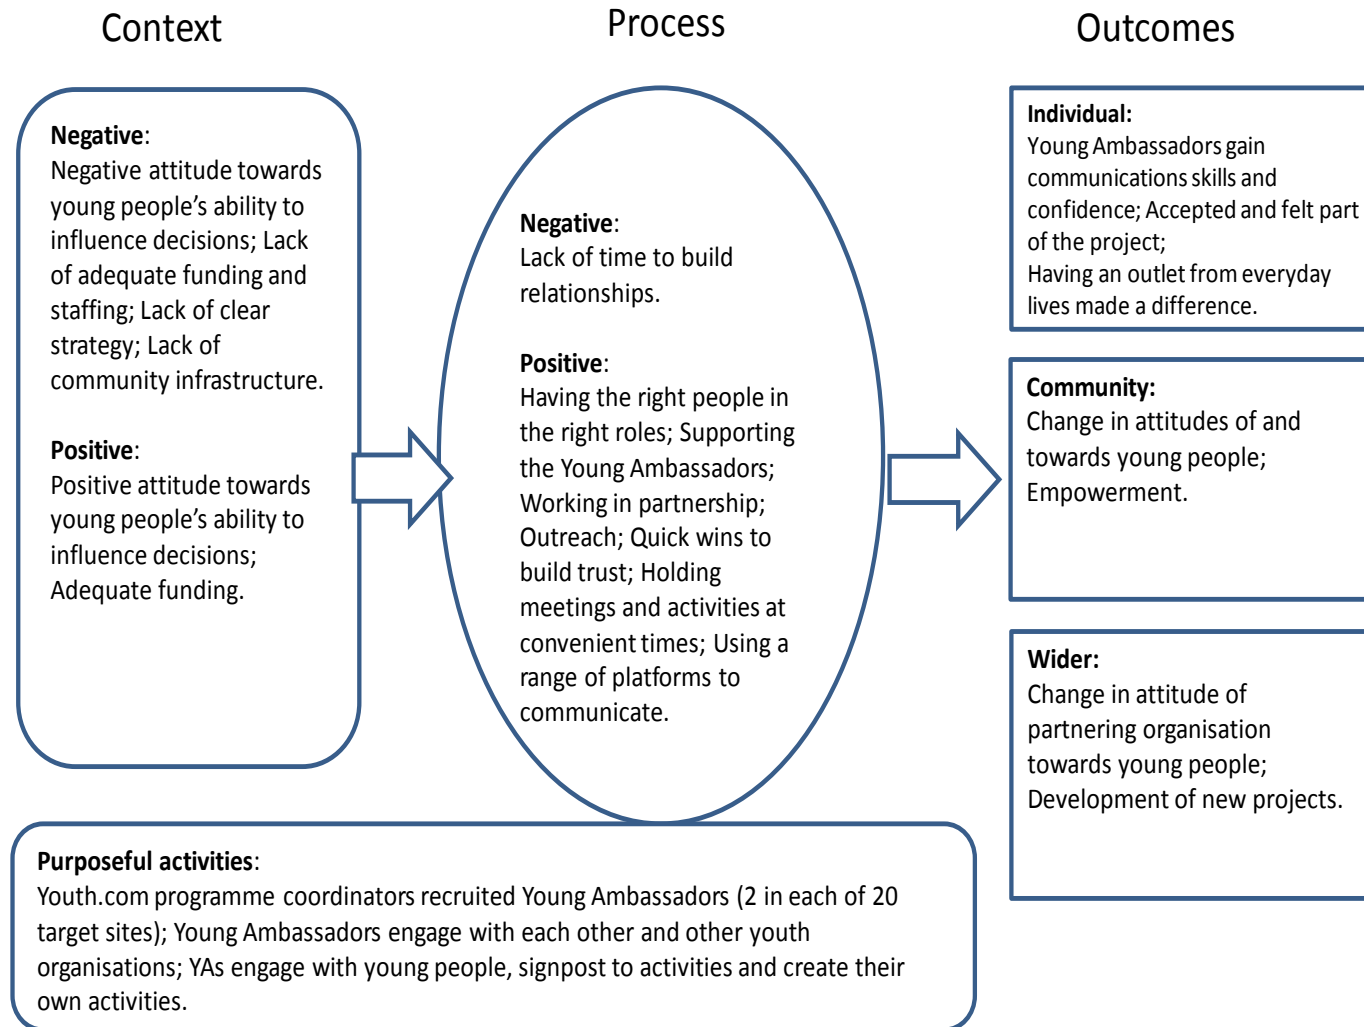 Context
Process
Outcomes
Negative:
Negative attitude towards
young people’s ability to
influence decisions; Lack
of adequate funding and
staffing; Lack of clear
strategy; Lack of
community infrastructure.
Positive:
Positive attitude towards
young people’s ability to
influence decisions;
Adequate funding.
Negative:
Lack of time to build
relationships.
Positive:
Having the right people in
the right roles; Supporting
the Young Ambassadors;
Working in partnership;
Outreach; Quick wins to
build trust; Holding
meetings and activities at
convenient times; Using a
range of platforms to
communicate.
Individual:
Young Ambassadors gain
communications skills and
confidence; Accepted and felt part
of the project;
Having an outlet from everyday
lives made a difference.
Community:
Change in attitudes of and
towards young people;
Empowerment.
Wider:
Change in attitude of
partnering organisation
towards young people;
Development of new projects.
Purposeful activities:
Youth.com programme coordinators recruited Young Ambassadors (2 in each of 20
target sites); Young Ambassadors engage with each other and other youth
organisations; YAs engage with young people, signpost to activities and create their
own activities.